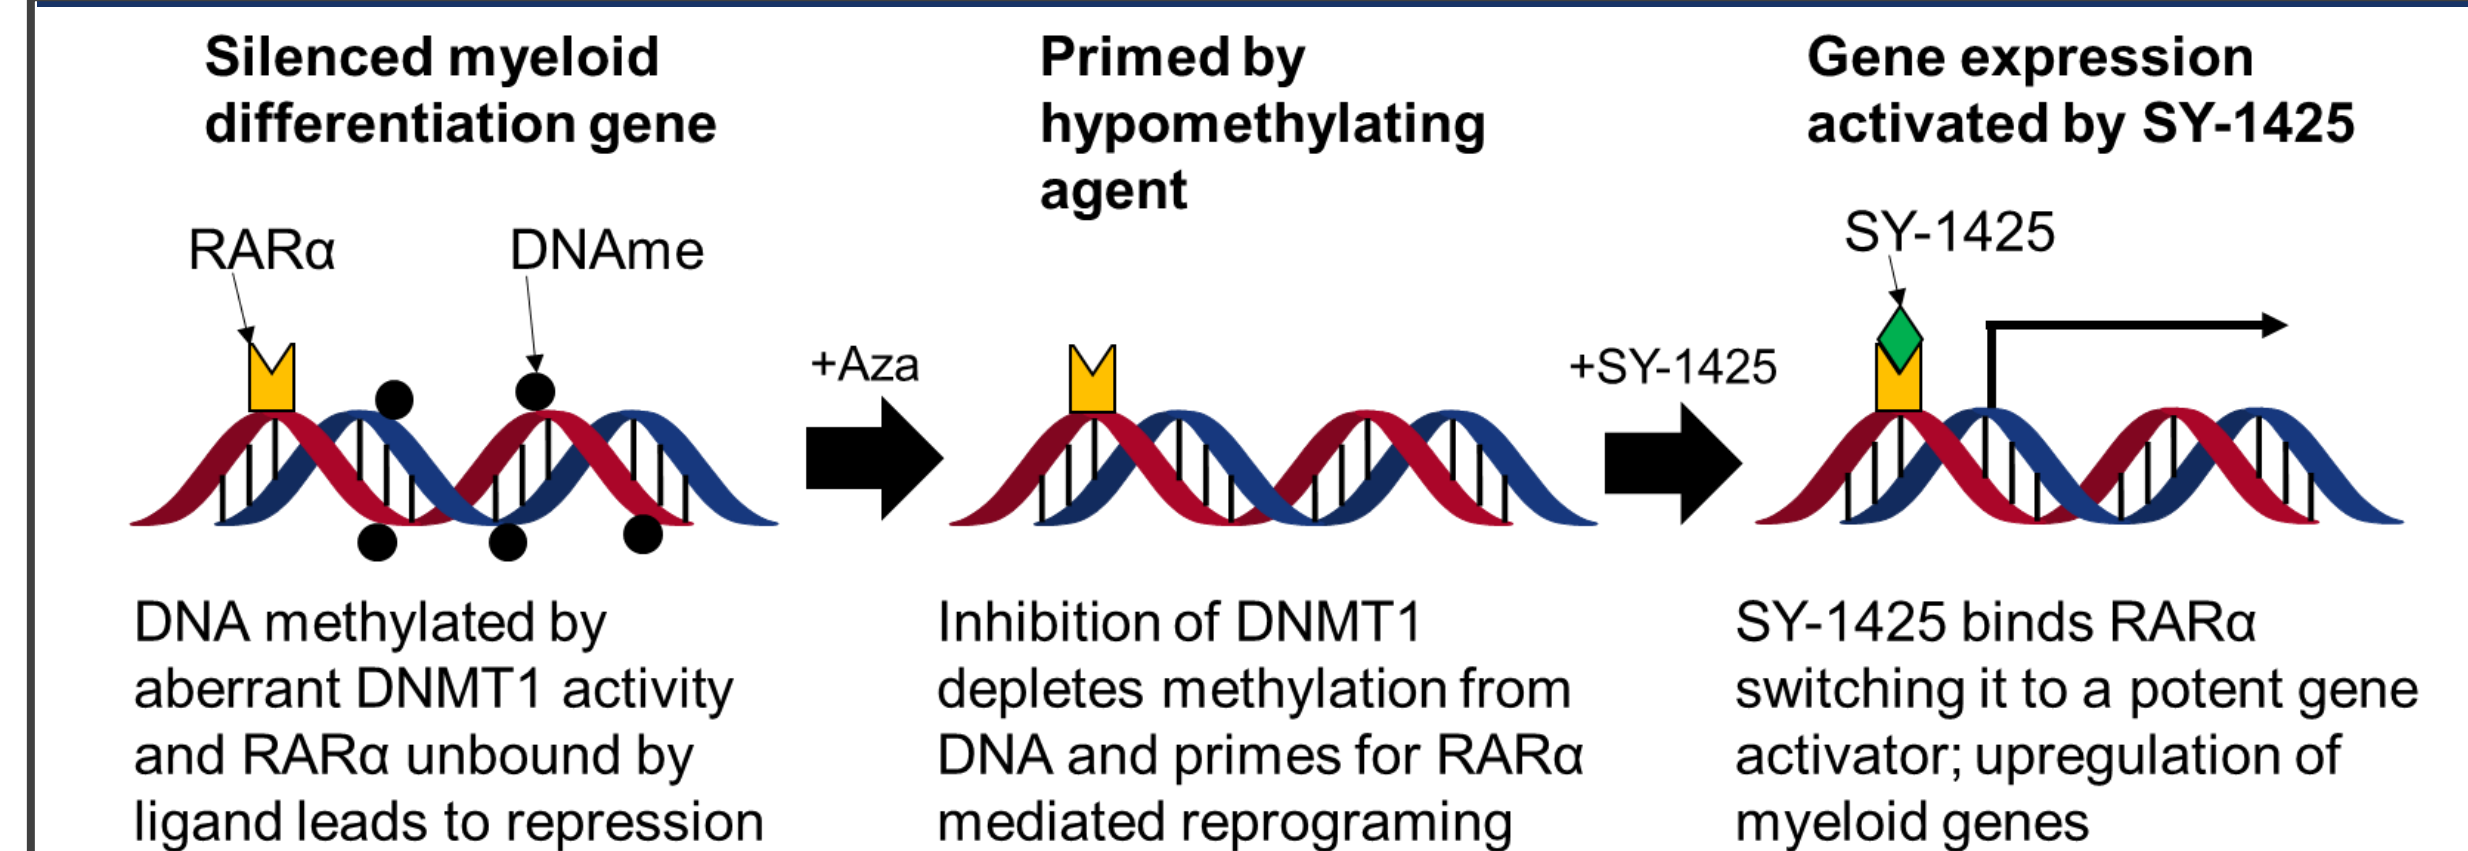 Silenced myeloid
differentiation gene
RARα
DNAme
DNA methylated by
aberrant DNMT1 activity
and RARα unbound by
ligand leads to repression
+Aza
Primed by
hypomethylating
agent
Inhibition of DNMT1
depletes methylation from
DNA and primes for RARα
mediated reprograming
+SY-1425
Gene expression
activated by SY-1425
SY-1425
SY-1425 binds RARα
switching it to a potent gene
activator; upregulation of
myeloid genes